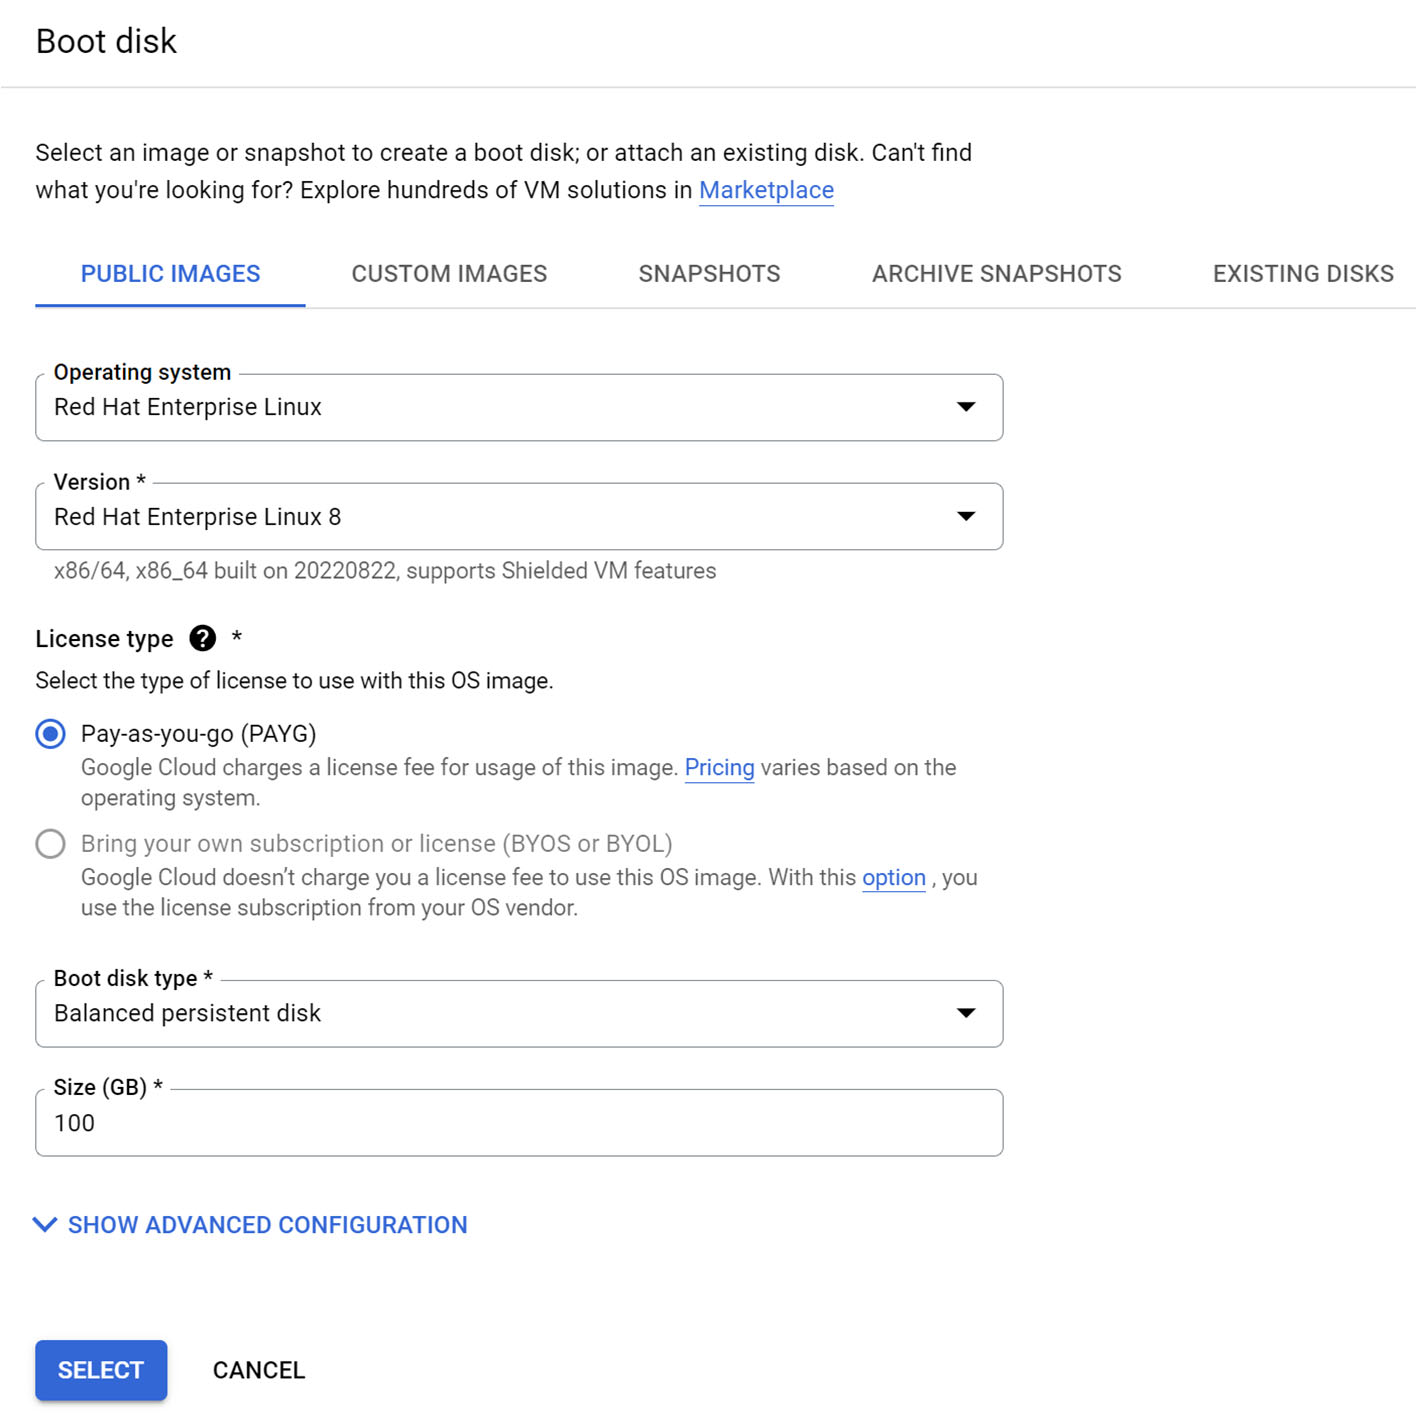 Boot disk
Select an image or snapshot to create a boot disk; or attach an existing disk. Can't find
what you're looking for? Explore hundreds of VM solutions in Marketplace
PUBLIC IMAGES CUSTOM IMAGES SNAPSHOTS ARCHIVE SNAPSHOTS EXISTING DISKS
Operating system
Red Hat Enterprise Linux
Version *
Red Hat Enterprise Linux 8
x86/64, x86_64 built on 20220822, supports Shielded VM features
License type ? *
Select the type of license to use with this OS image.
Pay-as-you-go (PAYG)
Google Cloud charges a license fee for usage of this image. Pricing varies based on the
operating system.
Bring your own subscription or license (BYOS or BYOL)
Google Cloud doesn’t charge you a license fee to use this OS image. With this option , you
use the license subscription from your OS vendor.
Boot disk type *
Balanced persistent disk
Size (GB) *
100
SHOW ADVANCED CONFIGURATION
SELECT CANCEL